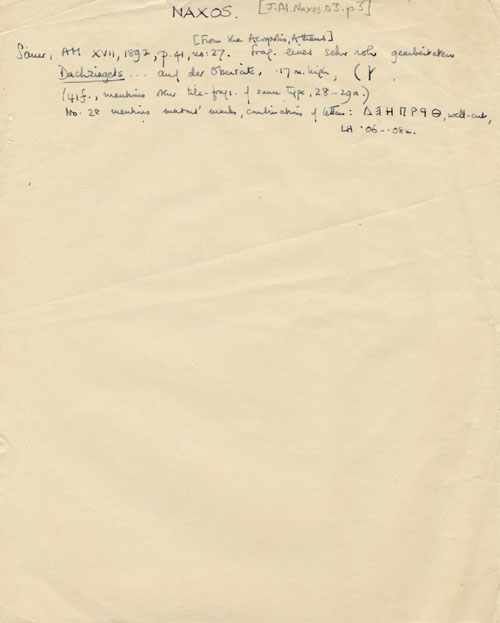 NAXOS. [J.Al.Naxos.03.p3]
[From the Acropolis, Athens]
Sauer, AM XVII, 1892, p.41, no.27. Frag. eines sehr roh gearbeiteten
Dachziegels ... auf der Oberseite, .17 m. high,
(41f., mentions other tile-frags. of same type, 28-29a.)
No. 28 mentions masons' marks, combinations of letters: Δ Ǝ Η Π Ρ ϙ Θ, well-cut,
LH .06-.08m.